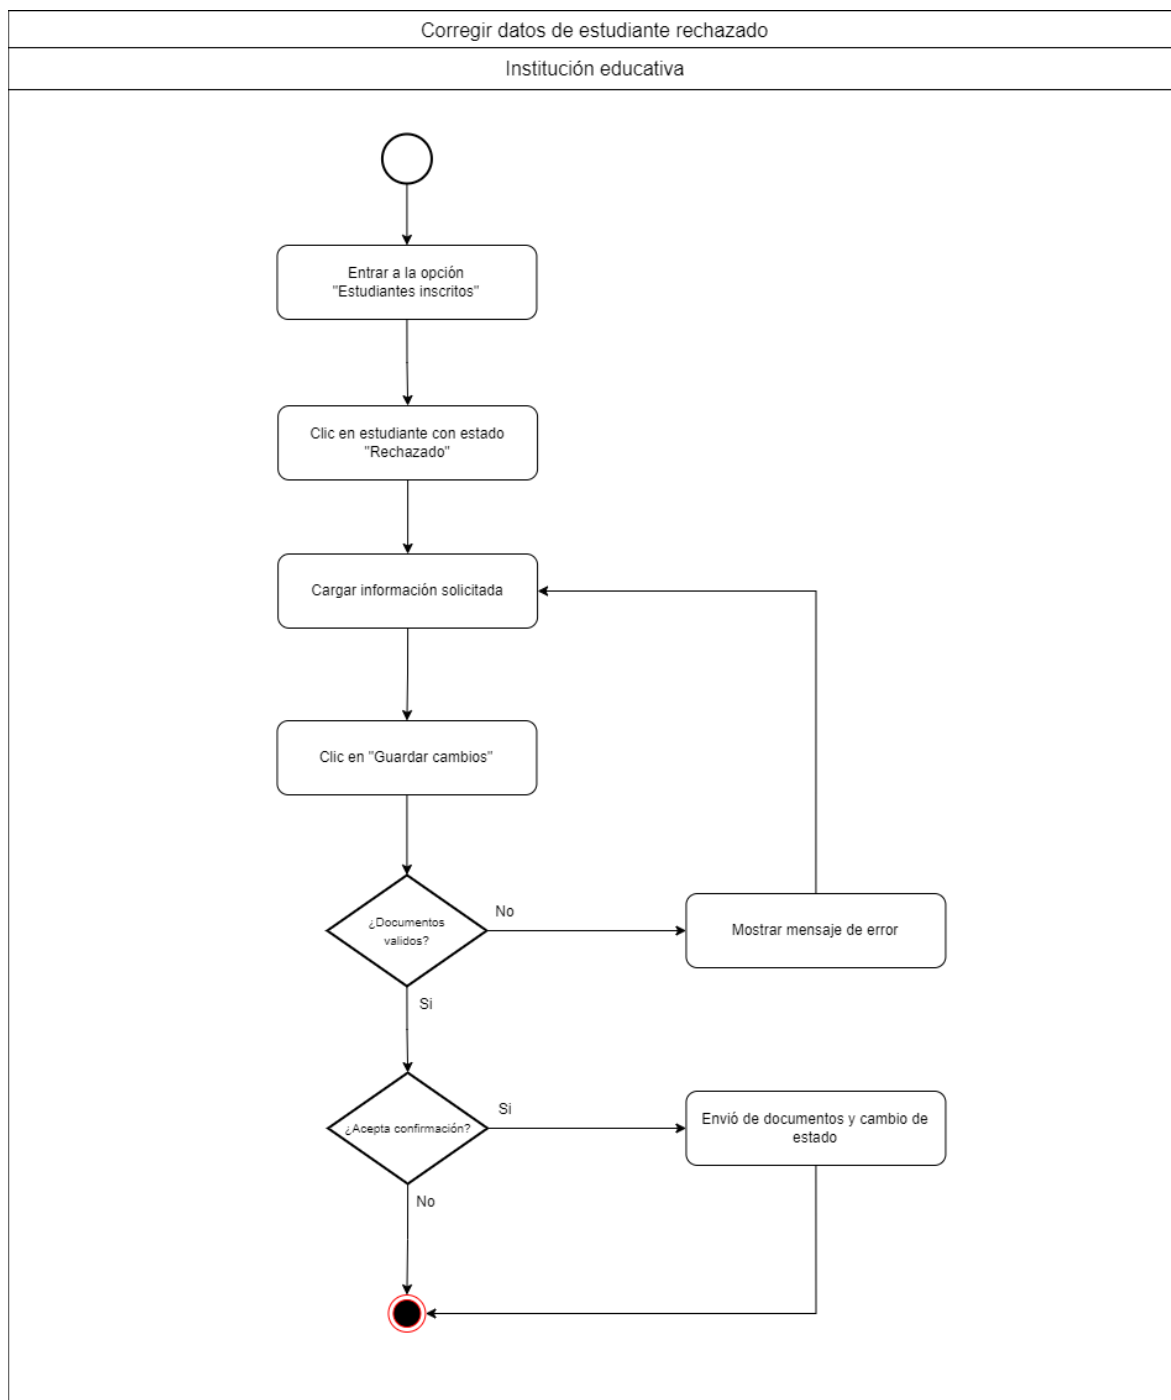 Corregir datos de estudiante rechazado
Institución educativa
Entrar a la opción
"Estudiantes inscritos"
Clic en estudiante con estado
"Rechazado"
Cargar información solicitada
Clic en "Guardar cambios"
¿Documentos
validos?
No
Mostrar mensaje de error
Si
¿Acepta confirmación?
Si
Envió de documentos y cambio de
estado
No